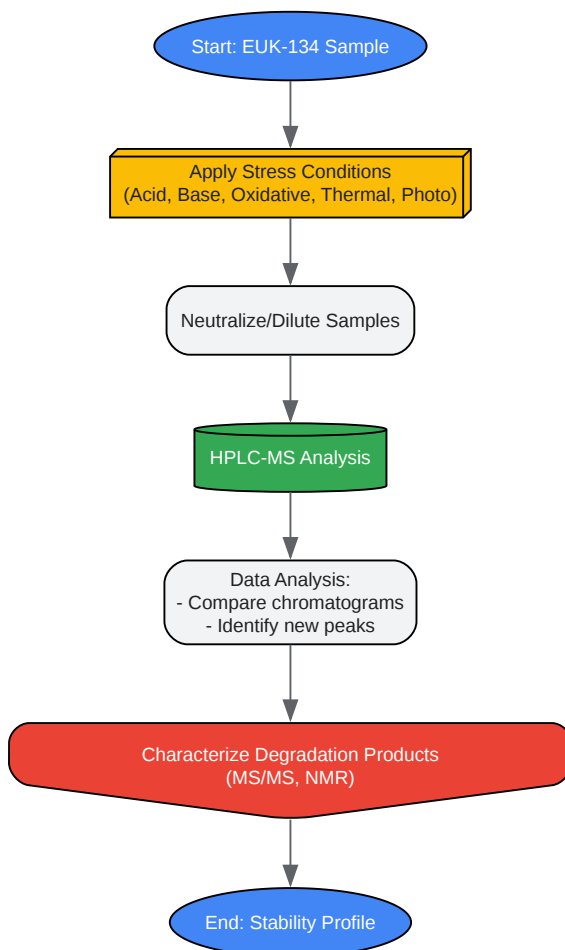 Start: EUK-134 Sample
Apply Stress Conditions
(Acid, Base, Oxidative, Thermal, Photo)
Neutralize/Dilute Samples
HPLC-MS Analysis
Data Analysis:
- Compare chromatograms
- Identify new peaks
Characterize Degradation Products
(MS/MS, NMR)
End: Stability Profile